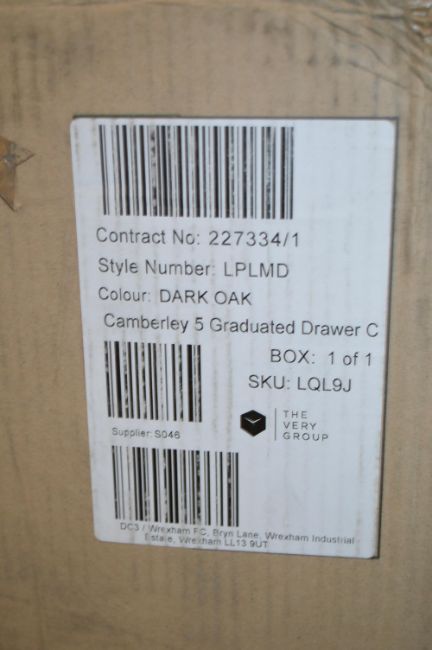 Contract No: 227334/1
Style Number: LPLMD
Colour: DARK OAK
Camberley 5 Graduated Drawer C
BOX: 1 of 1
SKU: LQL9J
THE
VERY
GROUP
Supplier: S046
DC3 / Wrexham FC, Bryn Lane, Wrexham Industrial
Estate, Wrexham LL13 9UT